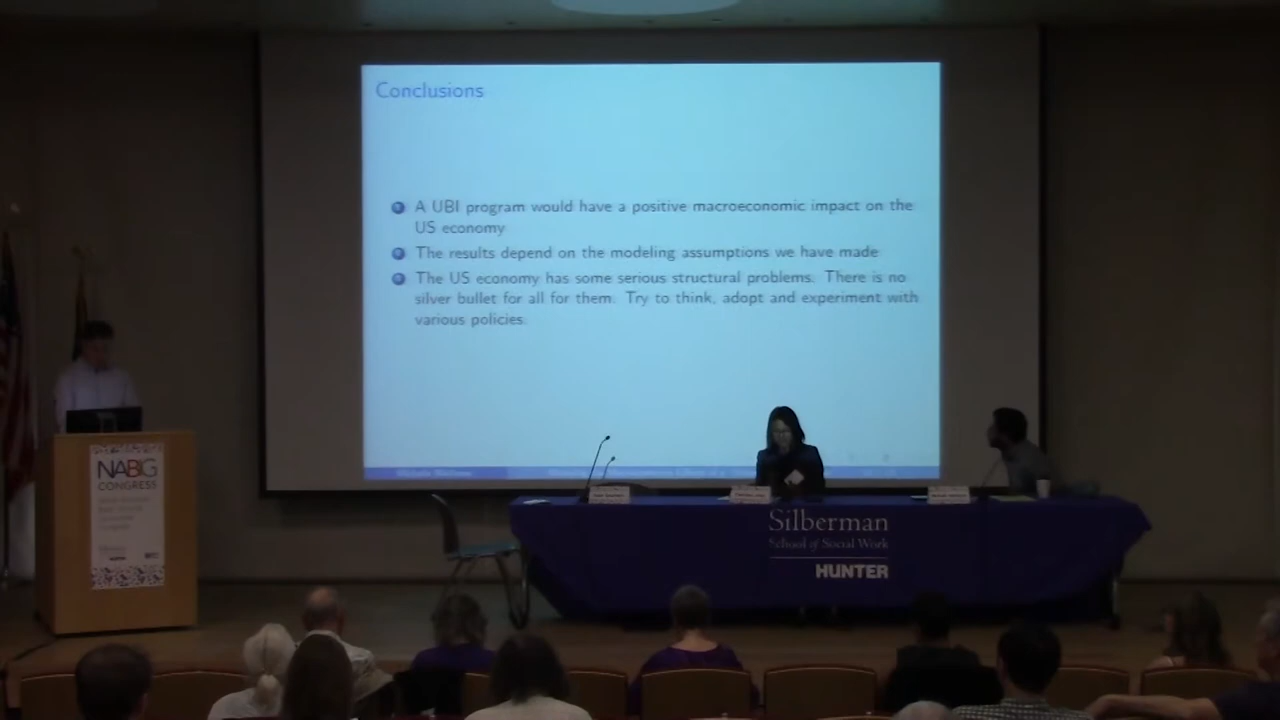 Conclusions
A UBI program would have a positive macroeconomic impact on the
US economy
The results depend on the modeling assumptions we have made
The US economy has some serious structural problems. There is no
silver bullet for all for them. Try to think, adopt and experiment with
various policies.
NABIG
CONGRESS
Silberman
School of Social Work
HUNTER